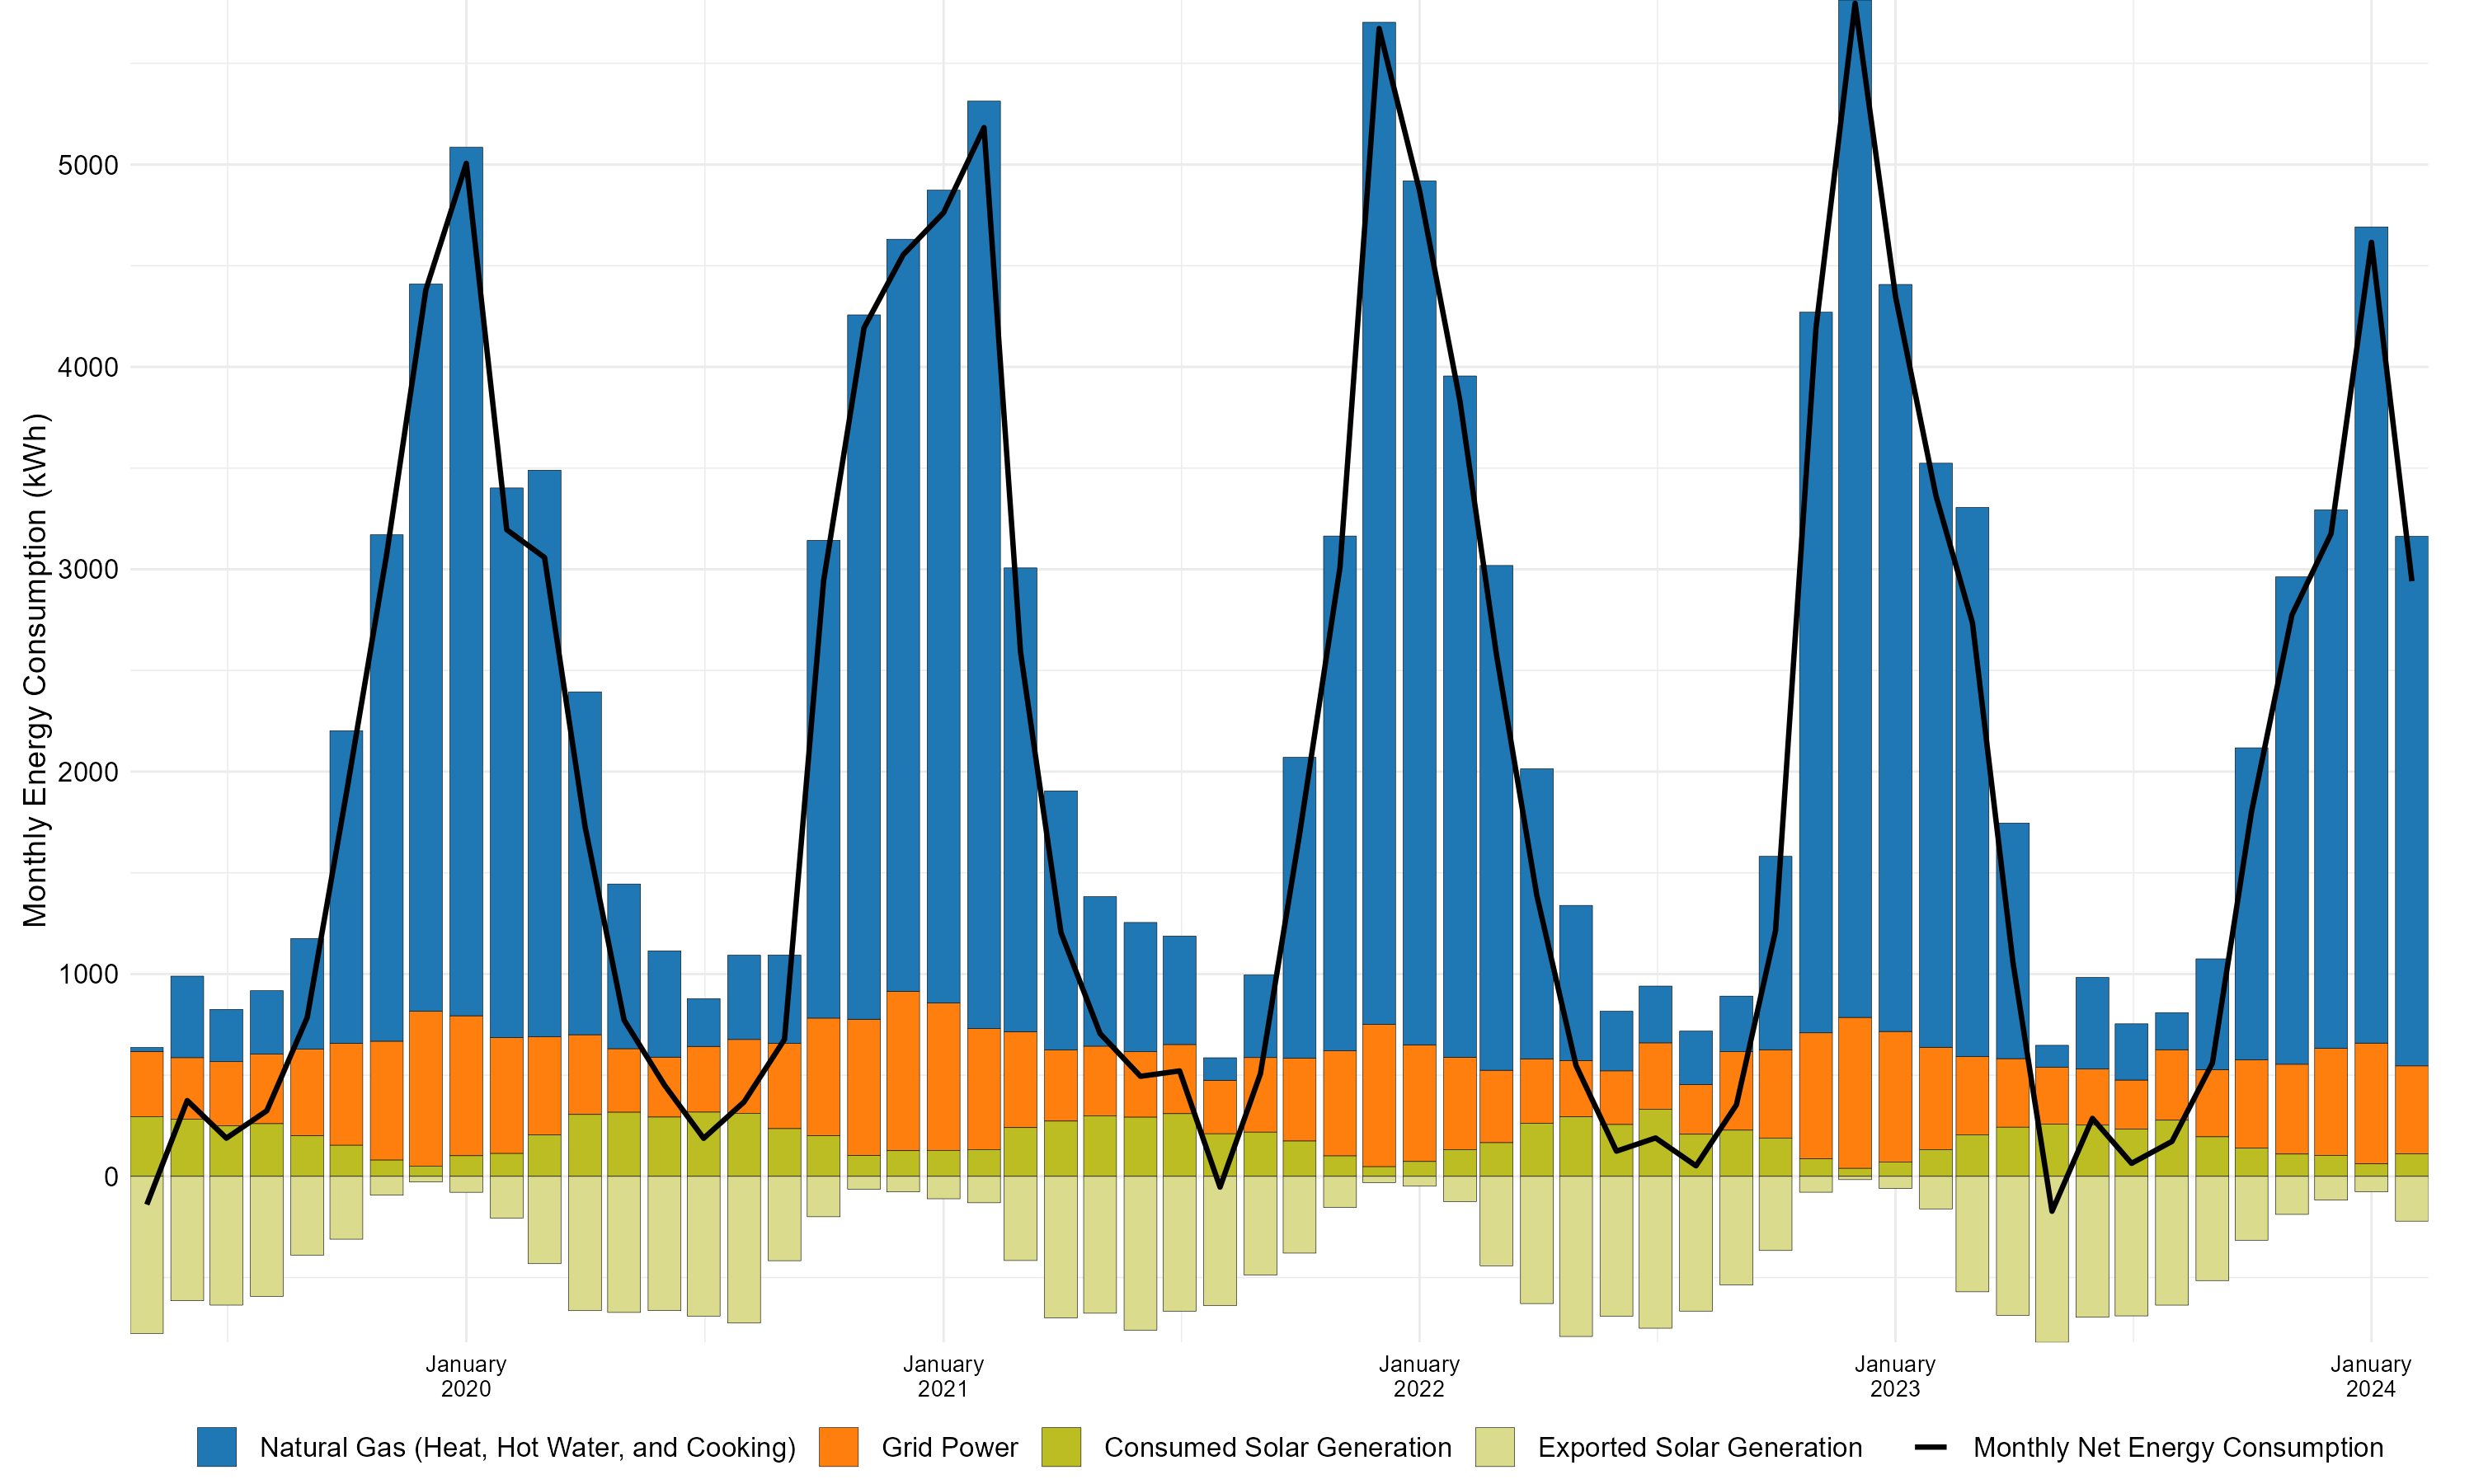 Monthly Energy Consumption (kWh)
5000
4000
3000
2000
1000
0
January
2020
January
2021
January
2022
January
2023
January
2024
Natural Gas (Heat, Hot Water, and Cooking)
Grid Power
Consumed Solar Generation
Exported Solar Generation
Monthly Net Energy Consumption